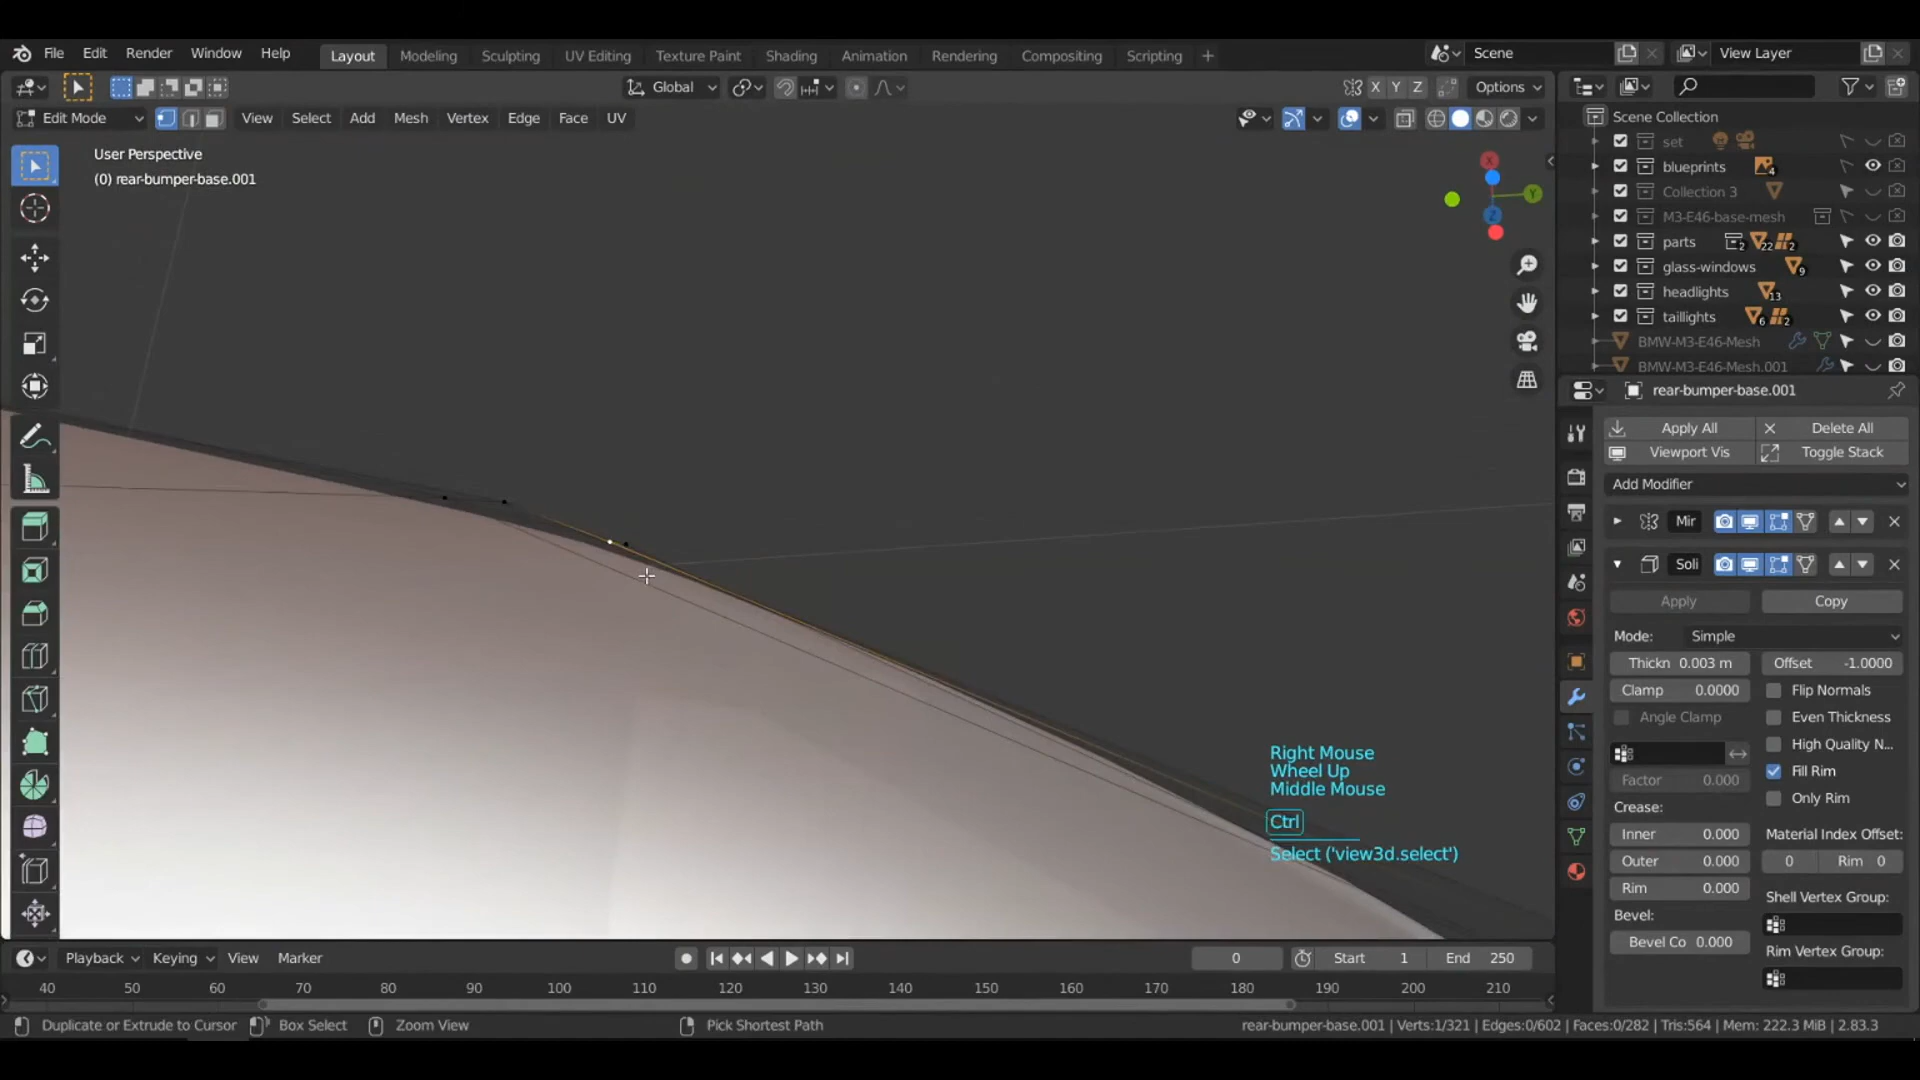 File Edit Render Window Help Layout Modeling Sculpting UV Editing Texture Paint Shading Animation Rendering Compositing Scripting + Scene View Layer
Global X Y Z Options
Edit Mode View Select Add Mesh Vertex Edge Face UV
User Perspective
(0) rear-bumper-base.001
X
Y
Z
Scene Collection
set
blueprints 4
Collection 3
M3-E46-base-mesh
parts 2 22 2
glass-windows 9
headlights 13
taillights 6 2
BMW-M3-E46-Mesh
BMW-M3-E46-Mesh.001
rear-bumper-base.001
Apply All Delete All
Viewport Vis Toggle Stack
Add Modifier
Mir
Soli
Apply Copy
Mode: Simple
Thickn 0.003 m Offset -1.0000
Clamp 0.0000 Flip Normals
Angle Clamp Even Thickness
High Quality N...
Factor 0.000 Fill Rim
Crease: Only Rim
Inner 0.000 Material Index Offset:
Outer 0.000 0 Rim 0
Rim 0.000 Shell Vertex Group:
Bevel:
Bevel Co 0.000 Rim Vertex Group:
Right Mouse
Wheel Up
Middle Mouse
Ctrl
Select ('view3d.select')
Playback Keying View Marker 0 Start 1 End 250
40 50 60 70 80 90 100 110 120 130 140 150 160 170 180 190 200 210
Duplicate or Extrude to Cursor Box Select Zoom View Pick Shortest Path rear-bumper-base.001 | Verts:1/321 | Edges:0/602 | Faces:0/282 | Tris:564 | Mem: 222.3 MiB | 2.83.3